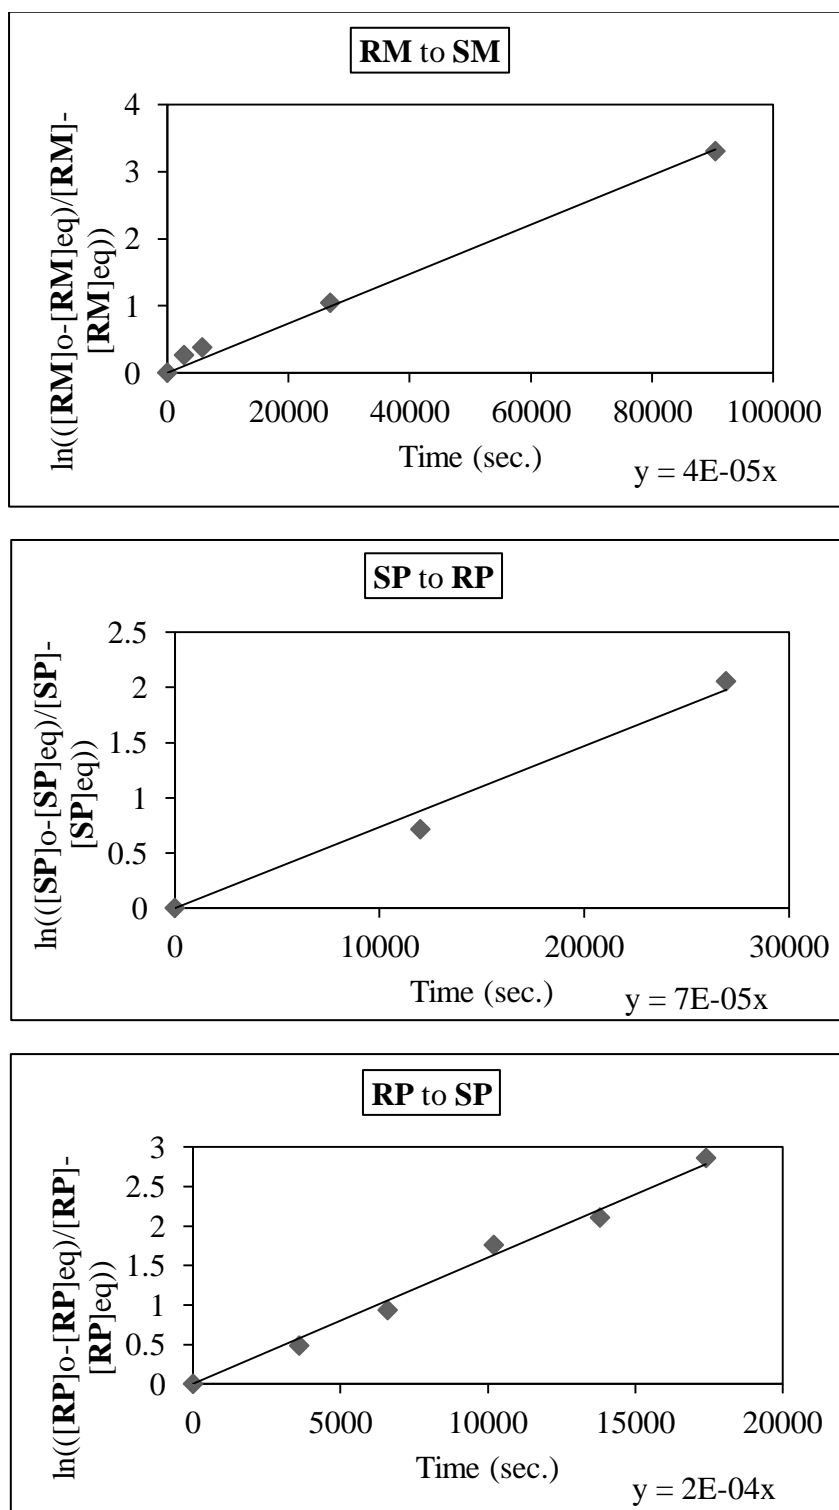 RM to SM
ln(([RM]o-[RM]eq)/[RM]-
[RM]eq))
4
3
2
1
0
0 20000 40000 60000 80000 100000
Time (sec.)
y = 4E-05x
SP to RP
ln(([SP]o-[SP]eq)/[SP]-
[SP]eq))
2.5
2
1.5
1
0.5
0
0 10000 20000 30000
Time (sec.)
y = 7E-05x
RP to SP
ln(([RP]o-[RP]eq)/[RP]-
[RP]eq))
3
2.5
2
1.5
1
0.5
0
0 5000 10000 15000 20000
Time (sec.)
y = 2E-04x